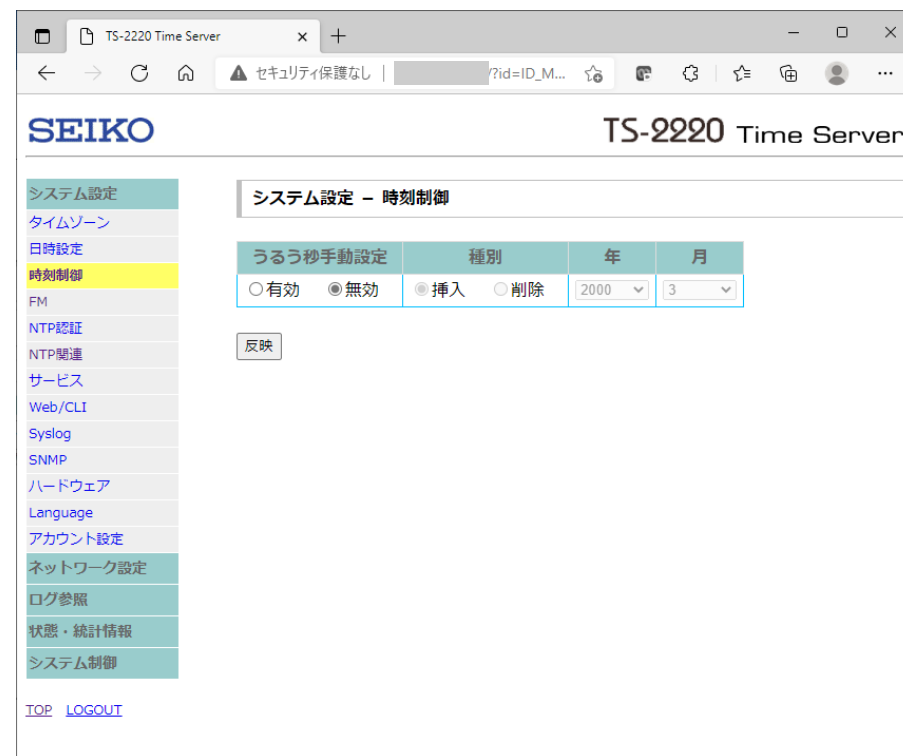 TS-2220 Time Server
セキュリティ保護なし
/?id=ID_M...
SEIKO
TS-2220 Time Server
システム設定
タイムゾーン
日時設定
時刻制御
FM
NTP認証
NTP関連
サービス
Web/CLI
Syslog
SNMP
ハードウェア
Language
アカウント設定
ネットワーク設定
ログ参照
状態・統計情報
システム制御
TOP LOGOUT
システム設定 – 時刻制御
うるう秒手動設定 種別 年 月
有効 無効 挿入 削除 2000 3
反映